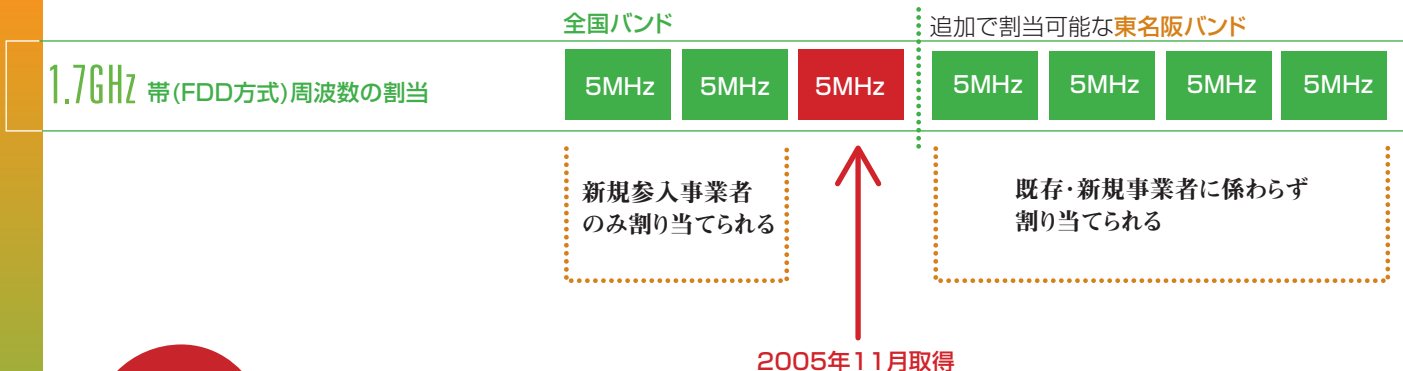 全国バンド
追加で割当可能な東名阪バンド
1.7GHz 帯(FDD方式)周波数の割当
5MHz 5MHz 5MHz 5MHz 5MHz 5MHz 5MHz
新規参入事業者
のみ割り当てられる
既存・新規事業者に係わらず
割り当てられる
2005年11月取得